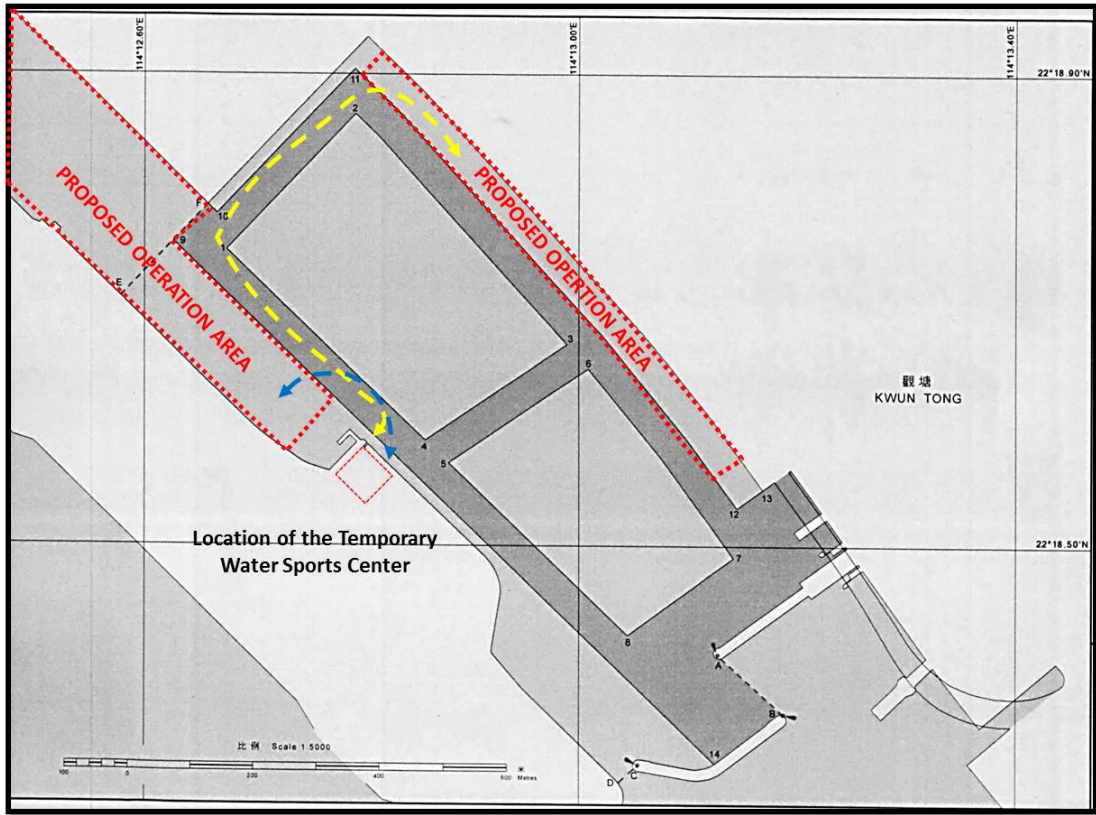 114°12.60'E
114°13.00'E
114°13.40'E
22°18.90'N
11
2
PROPOSED OPERATION AREA
PROPOSED OPERTION AREA
F
10
9
1
E
3
6
觀塘
KWUN TONG
4
5
13
12
Location of the Temporary
Water Sports Center
22°18.50'N
7
8
A
B
14
C
D
比例 Scale 1:5000
100 0 200 400 600 米
Metres